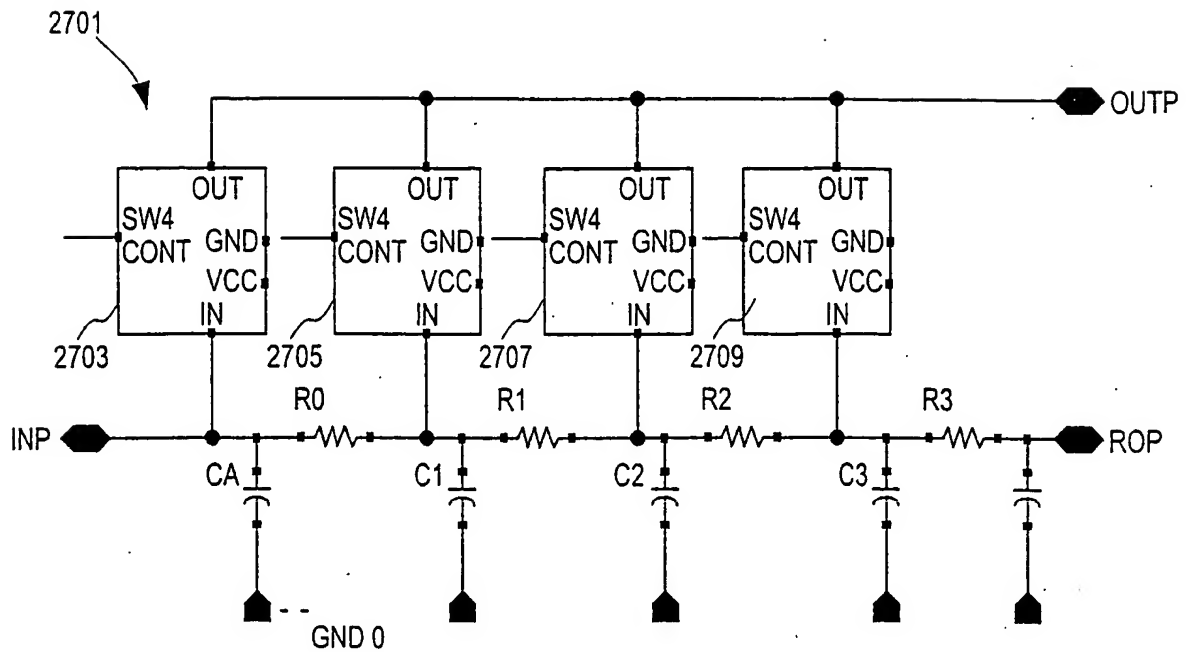 2701
OUTP
OUT OUT OUT OUT
SW4 SW4 SW4 SW4
CONT GND CONT GND CONT GND CONT GND
VCC VCC VCC VCC
IN IN IN IN
2703 2705 2707 2709
R0 R1 R2 R3
INP ROP
CA C1 C2 C3
GND 0